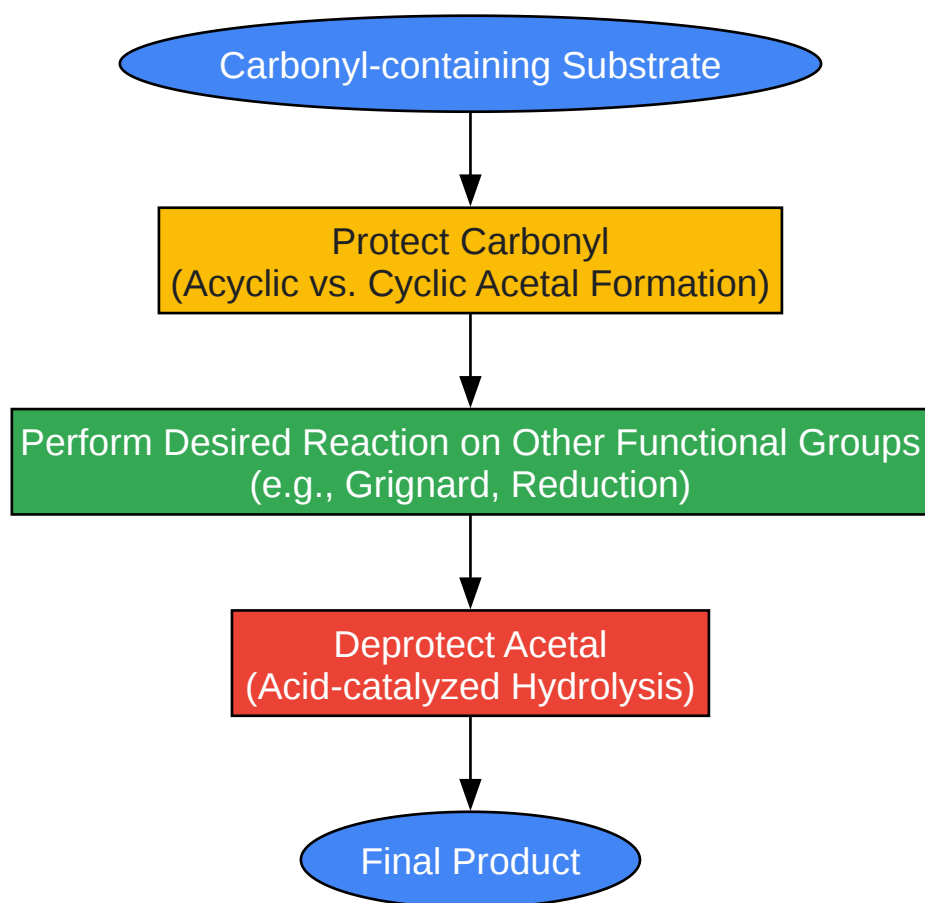 Carbonyl-containing Substrate
Protect Carbonyl
(Acyclic vs. Cyclic Acetal Formation)
Perform Desired Reaction on Other Functional Groups
(e.g., Grignard, Reduction)
Deprotect Acetal
(Acid-catalyzed Hydrolysis)
Final Product